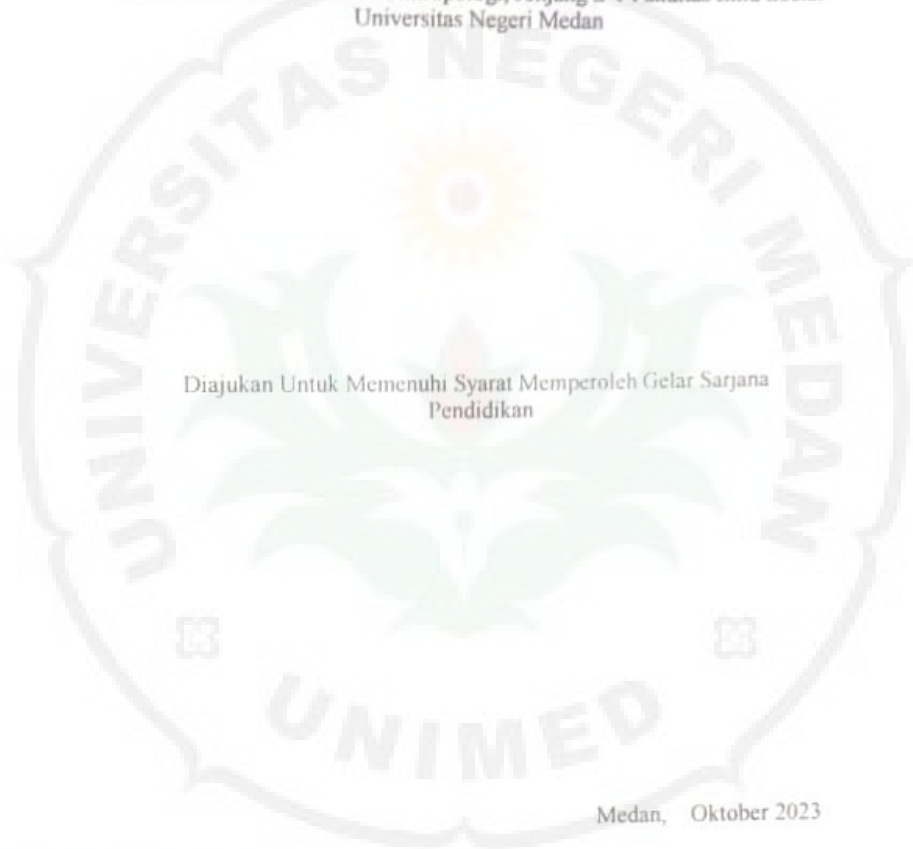 Universitas Negeri Medan
UNIVERSITAS NEGERI MEDAN
Diajukan Untuk Memenuhi Syarat Memperoleh Gelar Sarjana
Pendidikan
UNIMED
Medan, Oktober 2023